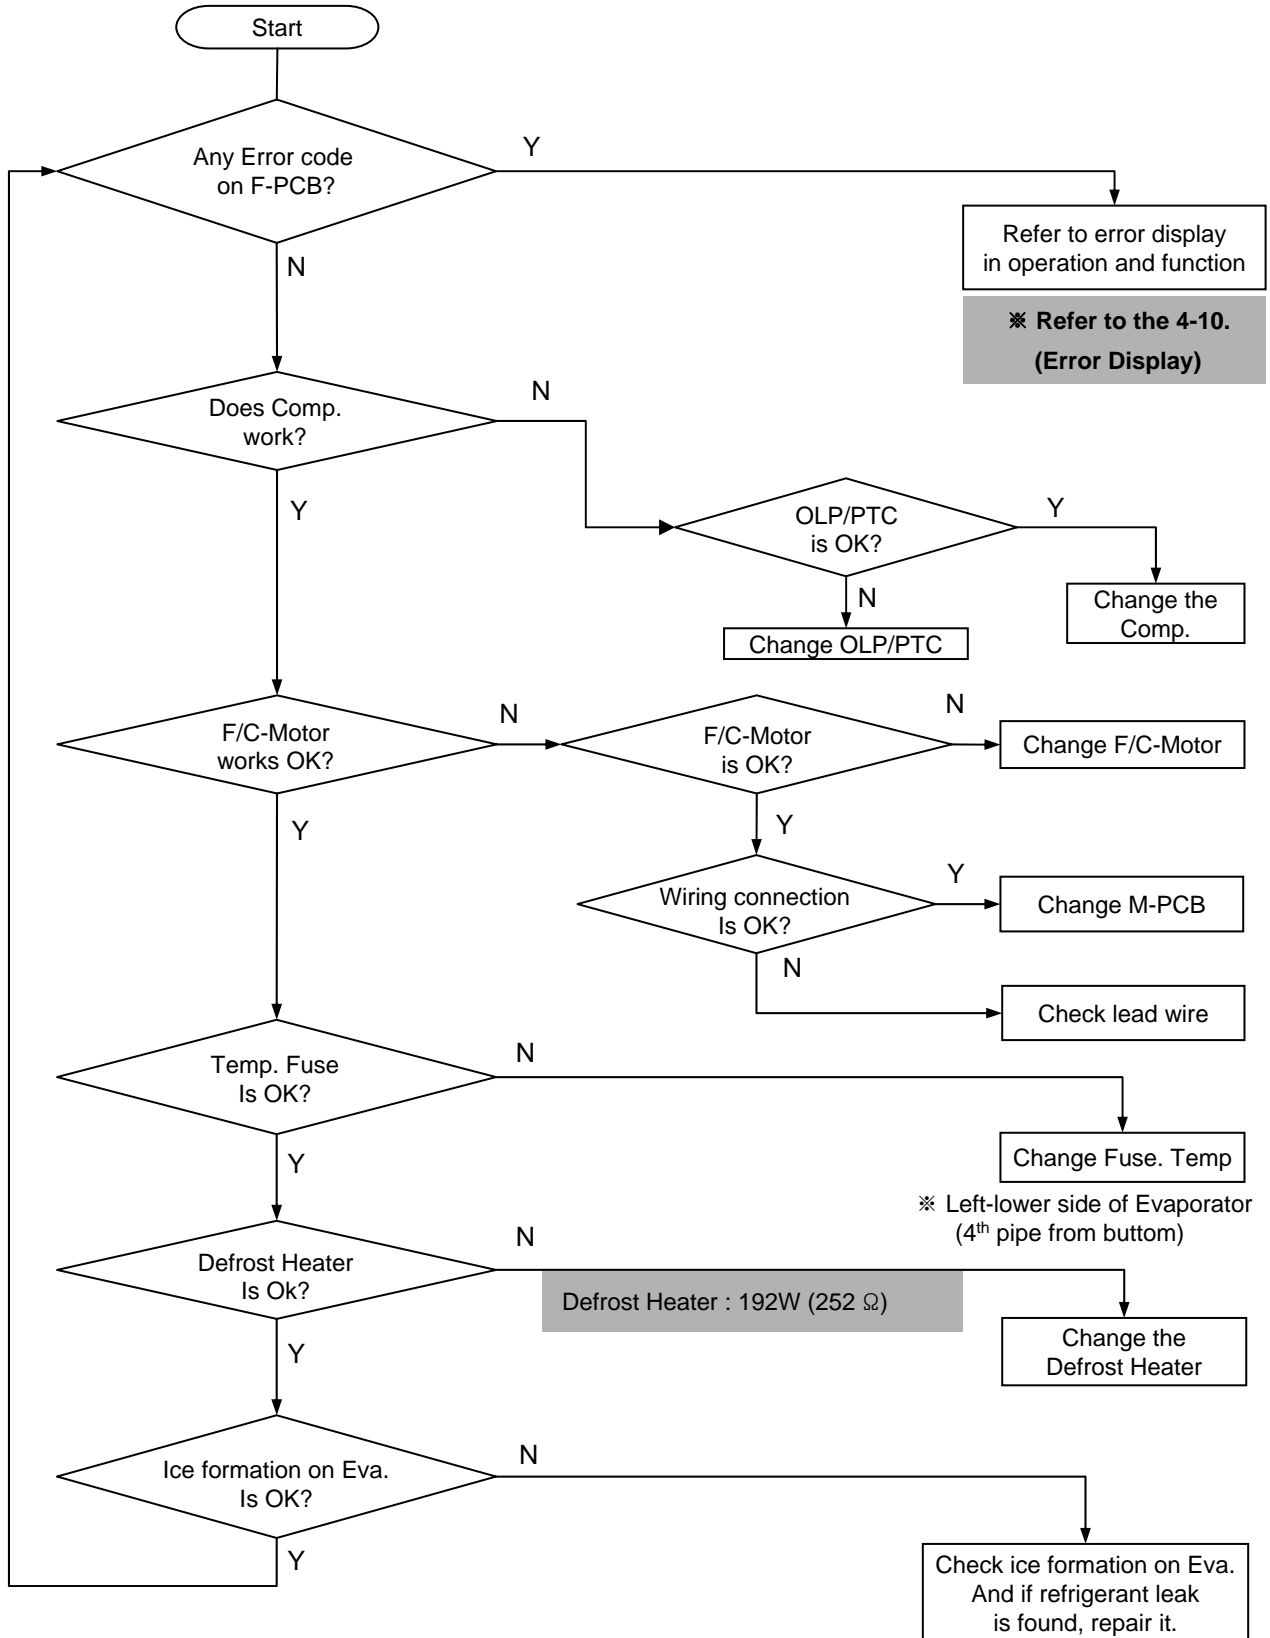 Start
Any Error code
on F-PCB?
Y
Refer to error display
in operation and function
※ Refer to the 4-10.
(Error Display)
N
Does Comp.
work?
N
Y
OLP/PTC
is OK?
Y
N
Change the
Comp.
Change OLP/PTC
F/C-Motor
works OK?
N
F/C-Motor
is OK?
N
Change F/C-Motor
Y
Y
Wiring connection
Is OK?
Y
Change M-PCB
N
Check lead wire
Temp. Fuse
Is OK?
N
Change Fuse. Temp
※ Left-lower side of Evaporator
(4th pipe from buttom)
Y
Defrost Heater
Is Ok?
N
Defrost Heater : 192W (252 Ω)
Change the
Defrost Heater
Y
Ice formation on Eva.
Is OK?
N
Y
Check ice formation on Eva.
And if refrigerant leak
is found, repair it.